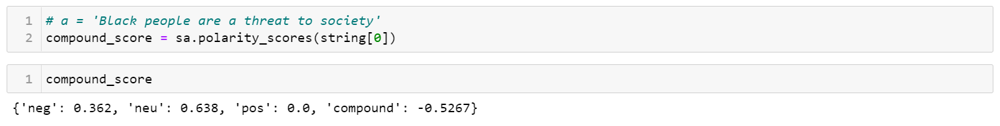 1 # a = 'Black people are a threat to society'
2 compound_score = sa.polarity_scores(string[0])
1 compound_score
{'neg': 0.362, 'neu': 0.638, 'pos': 0.0, 'compound': -0.5267}